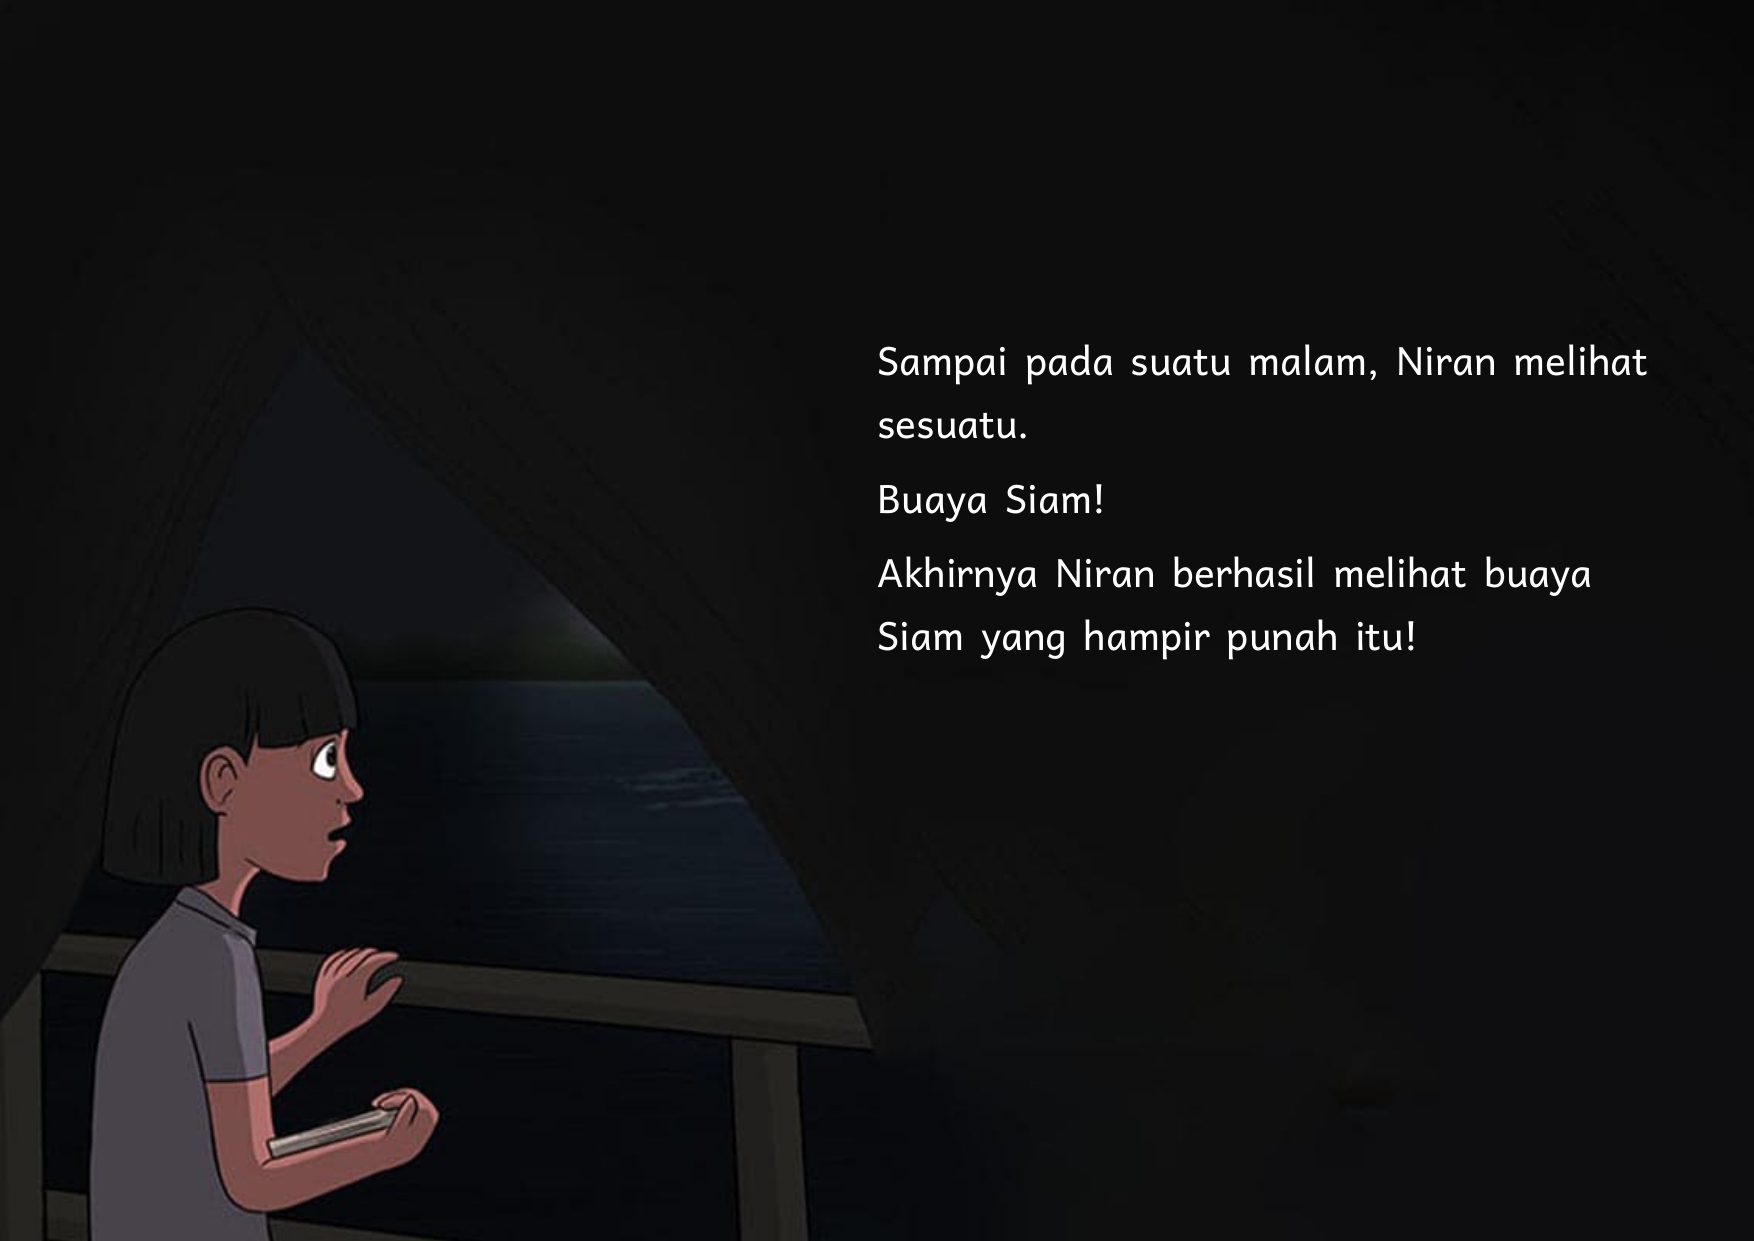 Sampai pada suatu malam, Niran melihat
sesuatu.
Buaya Siam!
Akhirnya Niran berhasil melihat buaya
Siam yang hampir punah itu!